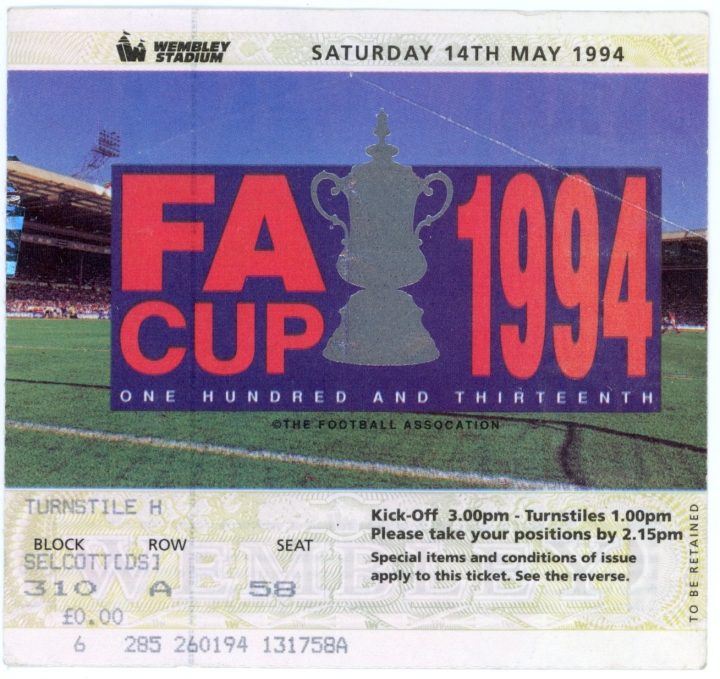 WEMBLEY
STADIUM
SATURDAY 14TH MAY 1994
FA
CUP
1994
ONE HUNDRED AND THIRTEENTH
©THE FOOTBALL ASSOCATION
TURNSTILE H
BLOCK ROW SEAT
SELCOTT[DS]
310 A 58
£0.00
6 285 260194 131758A
Kick-Off 3.00pm - Turnstiles 1.00pm
Please take your positions by 2.15pm
Special items and conditions of issue
apply to this ticket. See the reverse.
TO BE RETAINED
WEMBLEY